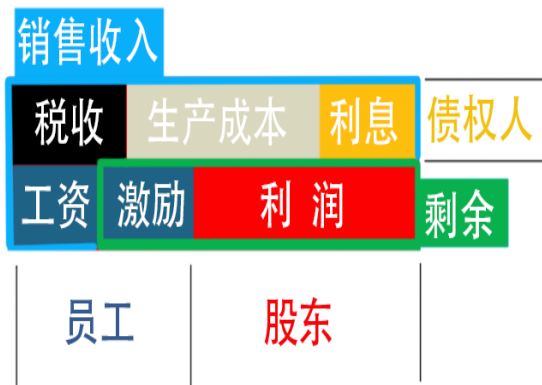 销售收入
税收 生产成本 利息 债权人
工资 激励 利润 剩余
员工 股东